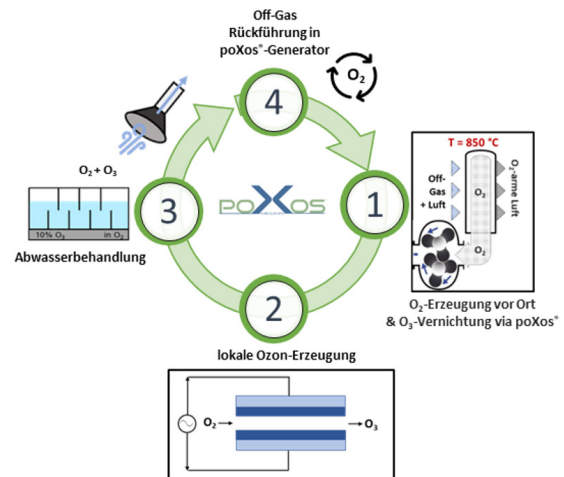 Off-Gas
Rückführung in
poXos®-Generator
O₂
4
T = 850 °C
Off-
Gas
+ Luft
O₂
O₂-arme Luft
O₂
1
O₂-Erzeugung vor Ort
& O₃-Vernichtung via poXos®
O₂ + O₃
3
10% O₃ in O₂
Abwasserbehandlung
poXos
2
lokale Ozon-Erzeugung
O₂
O₃